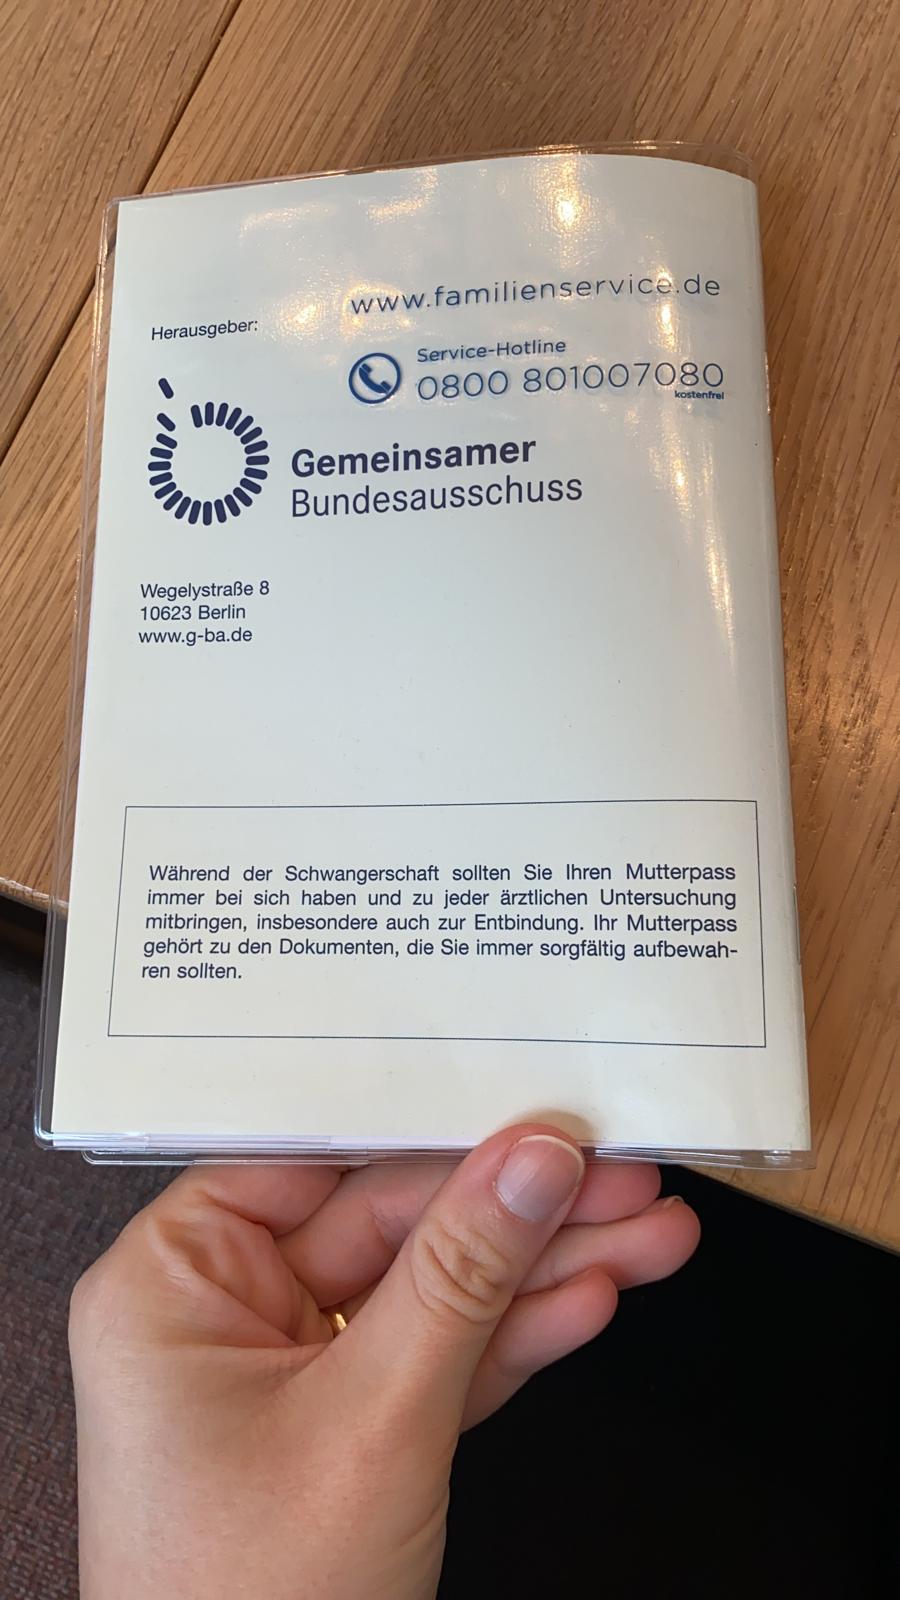 www.familienservice.de
Herausgeber:
Service-Hotline
0800 801007080
kostenfrei
Gemeinsamer
Bundesausschuss
Wegelystraße 8
10623 Berlin
www.g-ba.de
Während der Schwangerschaft sollten Sie Ihren Mutterpass
immer bei sich haben und zu jeder ärztlichen Untersuchung
mitbringen, insbesondere auch zur Entbindung. Ihr Mutterpass
gehört zu den Dokumenten, die Sie immer sorgfältig aufbewah-
ren sollten.